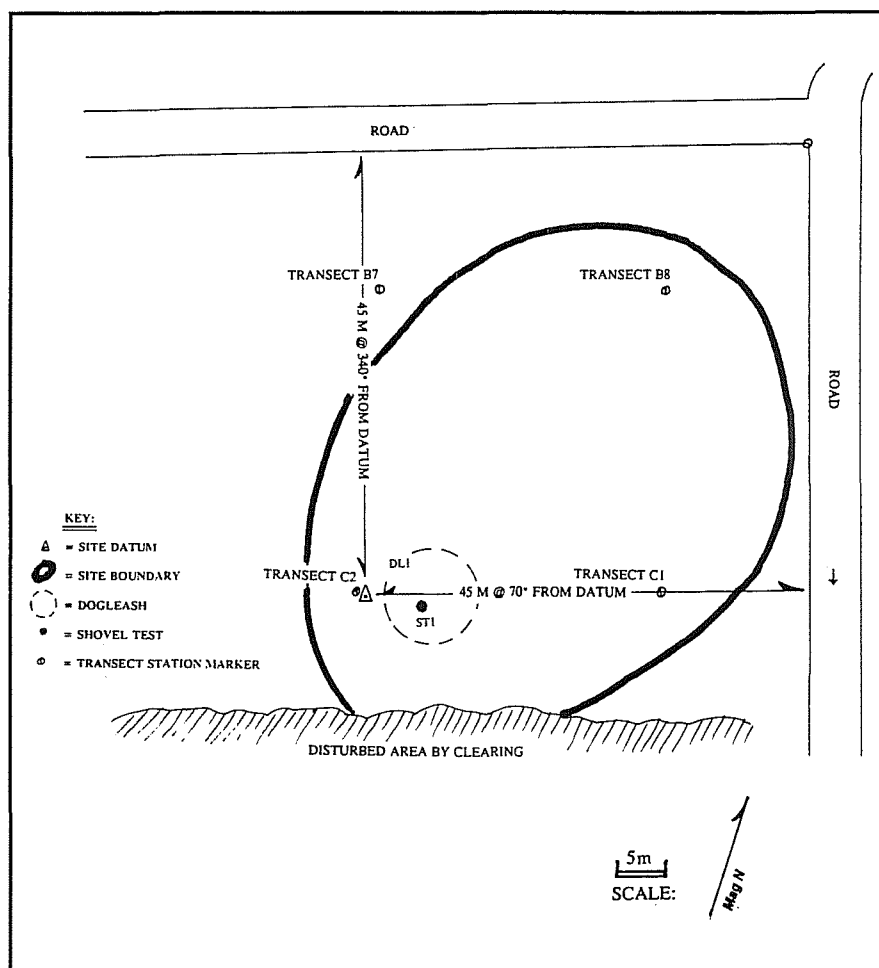 ROAD
TRANSECT B7
TRANSECT B8
45 M @ 340° FROM DATUM
ROAD
KEY:
= SITE DATUM
= SITE BOUNDARY
= DOGLEASH
= SHOVEL TEST
= TRANSECT STATION MARKER
TRANSECT C2
DL1
45 M @ 70° FROM DATUM
TRANSECT C1
ST1
DISTURBED AREA BY CLEARING
5m
SCALE:
Mag N